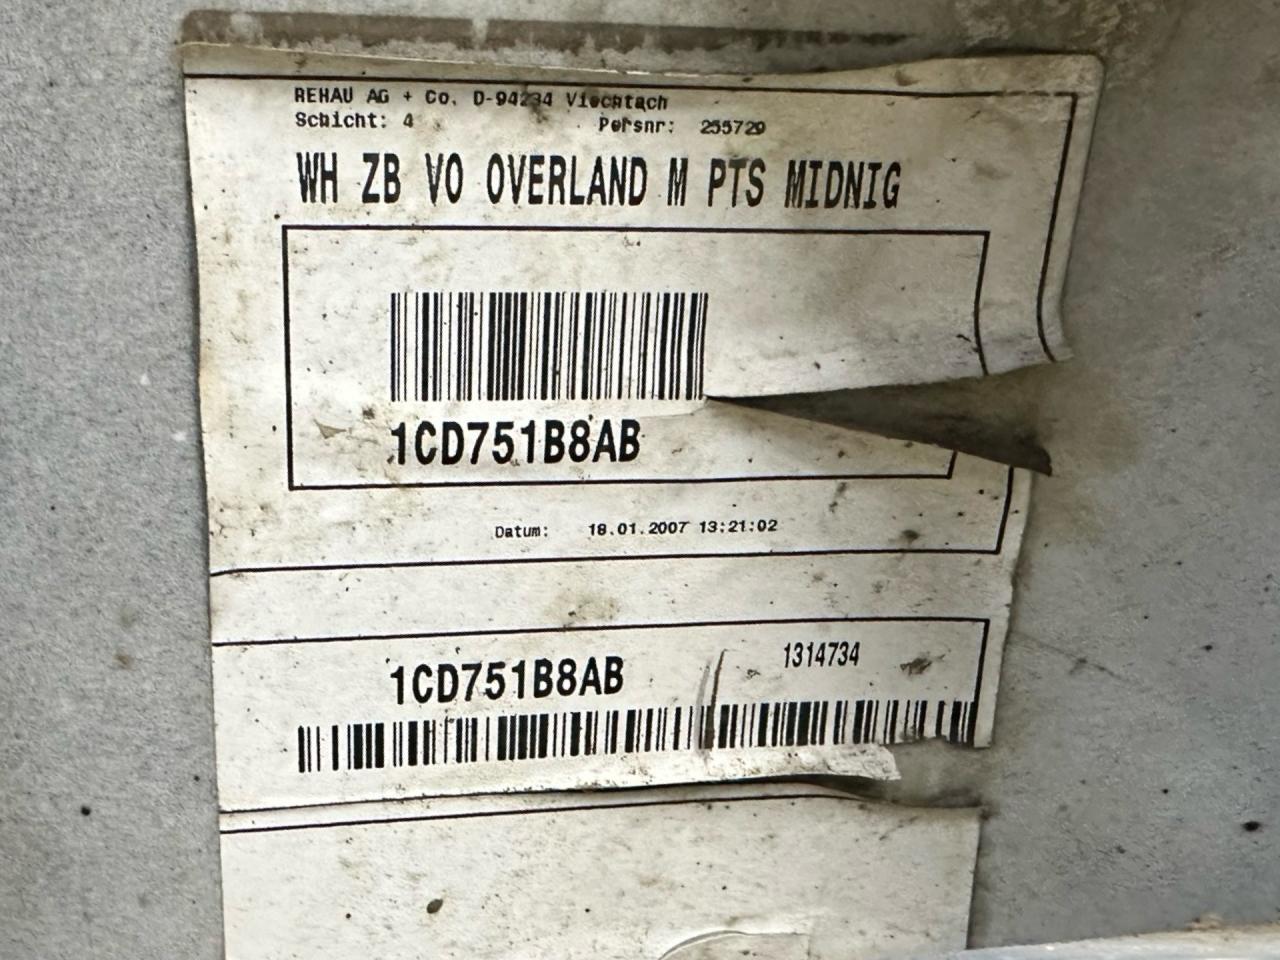 REHAU AG + Co. D-94234 Viechtach
Schicht: 4 Persnr: 255729
WH ZB VO OVERLAND M PTS MIDNIG
1CD751B8AB
Datum: 18.01.2007 13:21:02
1CD751B8AB 1314734